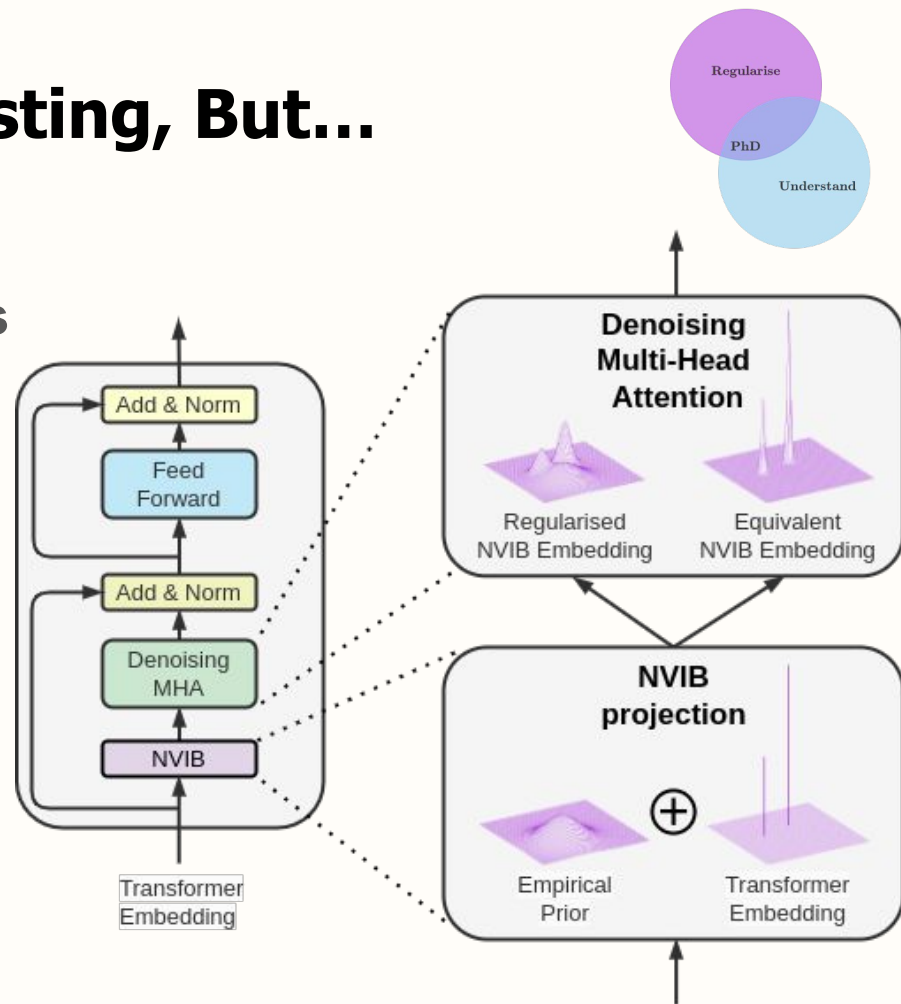 Regularise
PhD
Understand
sting, But...
s
Add & Norm
Feed
Forward
Add & Norm
Denoising
MHA
NVIB
Transformer
Embedding
Denoising
Multi-Head
Attention
Regularised
NVIB Embedding
Equivalent
NVIB Embedding
NVIB
projection
Empirical
Prior
Transformer
Embedding